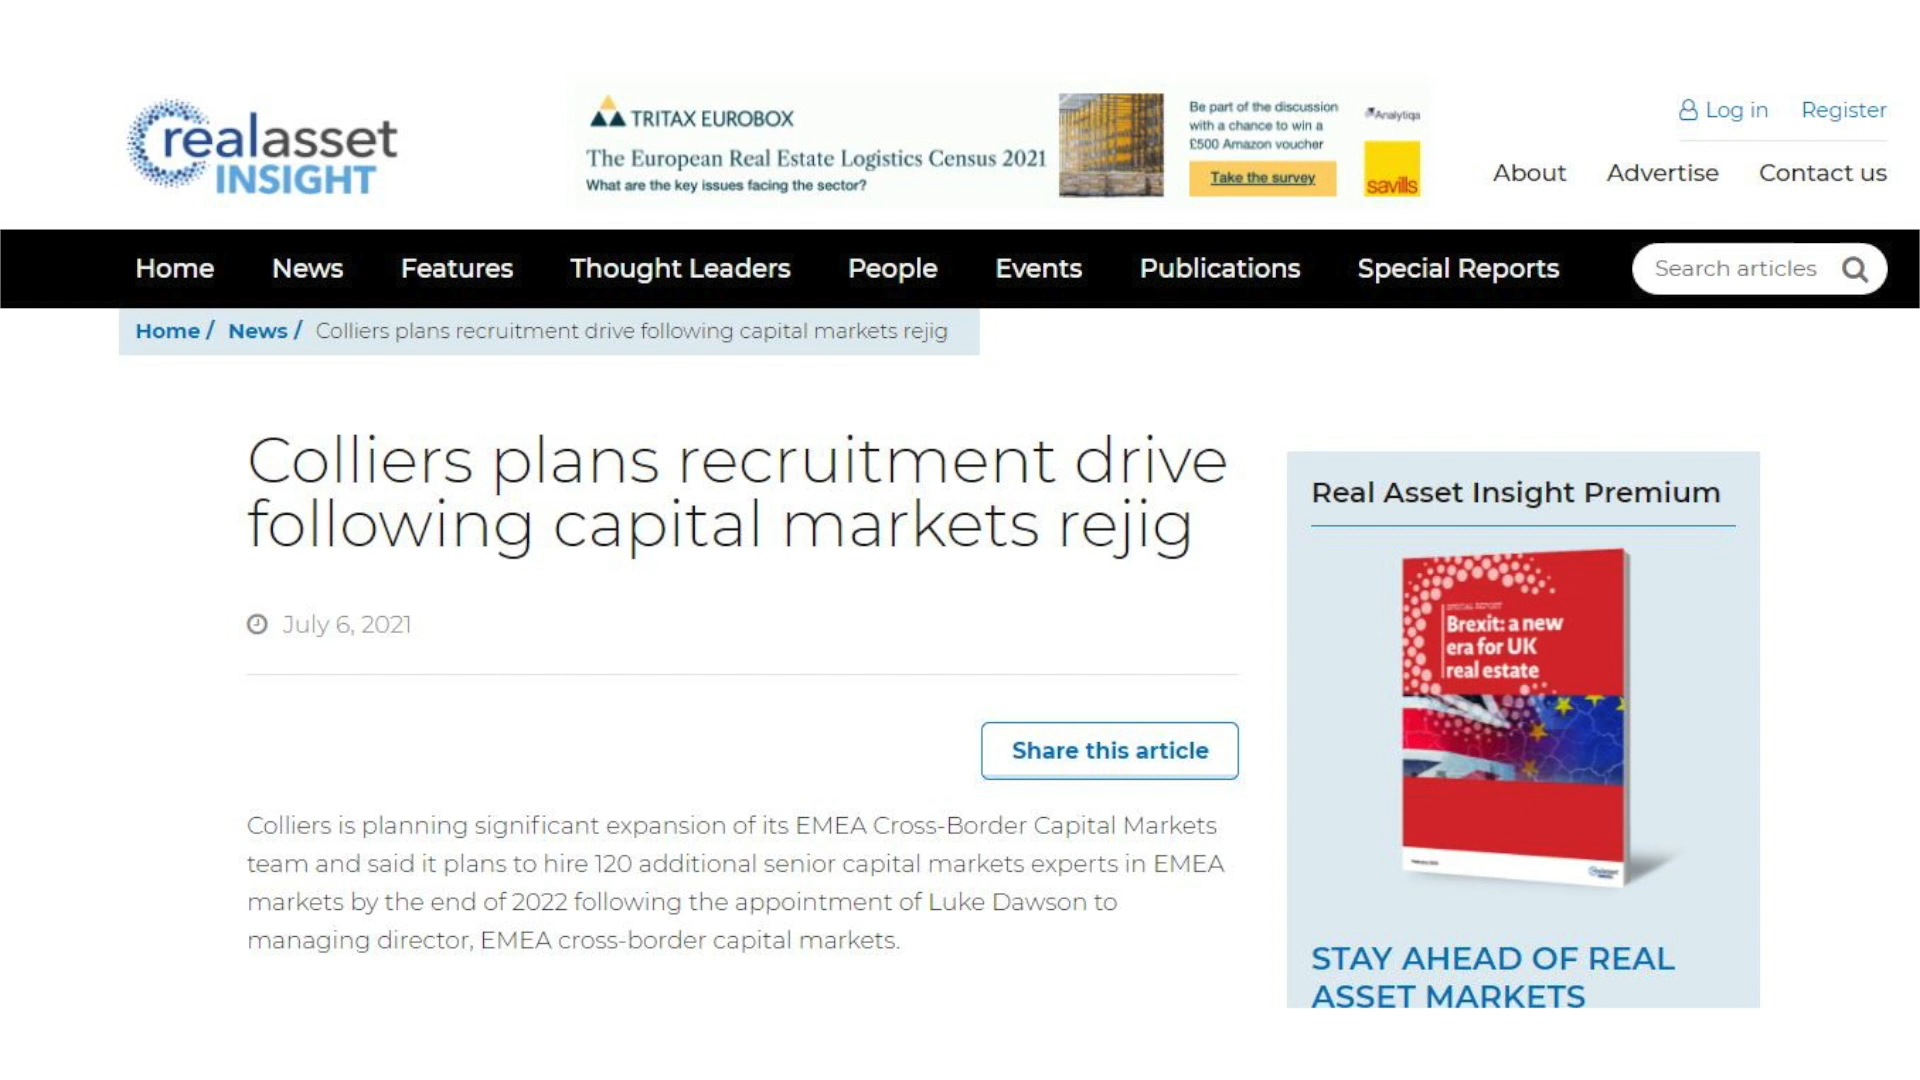 realasset
INSIGHT
TRITAX EUROBOX
The European Real Estate Logistics Census 2021
What are the key issues facing the sector?
Be part of the discussion
with a chance to win a
£500 Amazon voucher
Take the survey
Analytiqa
savills
Log in Register
About Advertise Contact us
Home News Features Thought Leaders People Events Publications Special Reports Search articles
Home / News / Colliers plans recruitment drive following capital markets rejig
Colliers plans recruitment drive
following capital markets rejig
July 6, 2021
Share this article
Colliers is planning significant expansion of its EMEA Cross-Border Capital Markets
team and said it plans to hire 120 additional senior capital markets experts in EMEA
markets by the end of 2022 following the appointment of Luke Dawson to
managing director, EMEA cross-border capital markets.
Real Asset Insight Premium
SPECIAL REPORT
Brexit: a new
era for UK
real estate
STAY AHEAD OF REAL
ASSET MARKETS